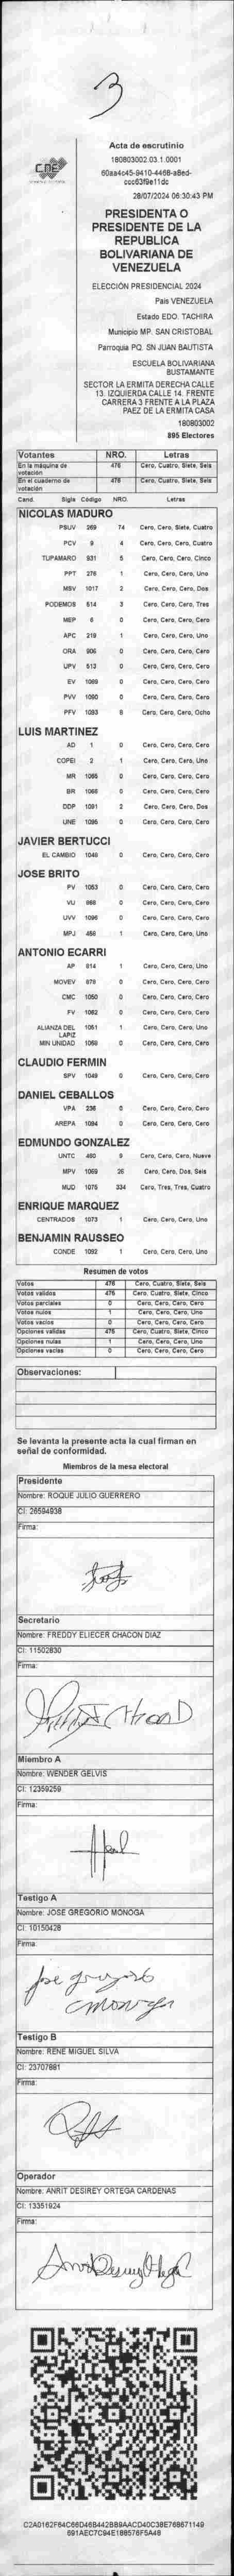 3
CNE
Acta de escrutinio
180803002.03.1.0001
60aa4c45-9410-4468-a8ed-
ccc63f9e11dc
28/07/2024 06:30:43 PM
PRESIDENTA O
PRESIDENTE DE LA
REPUBLICA
BOLIVARIANA DE
VENEZUELA
ELECCIÓN PRESIDENCIAL 2024
País VENEZUELA
Estado EDO. TACHIRA
Municipio MP. SAN CRISTOBAL
Parroquia PQ. SN JUAN BAUTISTA
ESCUELA BOLIVARIANA
BUSTAMANTE
SECTOR LA ERMITA DERECHA CALLE
13. IZQUIERDA CALLE 14. FRENTE
CARRERA 3 FRENTE A LA PLAZA
PAEZ DE LA ERMITA CASA
180803002
895 Electores
Votantes NRO. Letras
En la máquina de votación 476 Cero, Cuatro, Siete, Seis
En el cuaderno de votación 476 Cero, Cuatro, Siete, Seis
Cand. Sigla Código NRO. Letras
NICOLAS MADURO
PSUV 269 74 Cero, Cero, Siete, Cuatro
PCV 9 4 Cero, Cero, Cero, Cuatro
TUPAMARO 931 5 Cero, Cero, Cero, Cinco
PPT 276 1 Cero, Cero, Cero, Uno
MSV 1017 2 Cero, Cero, Cero, Dos
PODEMOS 514 3 Cero, Cero, Cero, Tres
MEP 6 0 Cero, Cero, Cero, Cero
APC 219 1 Cero, Cero, Cero, Uno
ORA 906 0 Cero, Cero, Cero, Cero
UPV 513 0 Cero, Cero, Cero, Cero
EV 1089 0 Cero, Cero, Cero, Cero
PVV 1090 0 Cero, Cero, Cero, Cero
PFV 1093 8 Cero, Cero, Cero, Ocho
LUIS MARTINEZ
AD 1 0 Cero, Cero, Cero, Cero
COPEI 2 1 Cero, Cero, Cero, Uno
MR 1065 0 Cero, Cero, Cero, Cero
BR 1066 0 Cero, Cero, Cero, Cero
DDP 1091 2 Cero, Cero, Cero, Dos
UNE 1095 0 Cero, Cero, Cero, Cero
JAVIER BERTUCCI
EL CAMBIO 1048 0 Cero, Cero, Cero, Cero
JOSE BRITO
PV 1053 0 Cero, Cero, Cero, Cero
VU 868 0 Cero, Cero, Cero, Cero
UVV 1096 0 Cero, Cero, Cero, Cero
MPJ 458 1 Cero, Cero, Cero, Uno
ANTONIO ECARRI
AP 814 1 Cero, Cero, Cero, Uno
MOVEV 878 0 Cero, Cero, Cero, Cero
CMC 1050 0 Cero, Cero, Cero, Cero
FV 1062 0 Cero, Cero, Cero, Cero
ALIANZA DEL LAPIZ 1061 1 Cero, Cero, Cero, Uno
MIN UNIDAD 1058 0 Cero, Cero, Cero, Cero
CLAUDIO FERMIN
SPV 1049 0 Cero, Cero, Cero, Cero
DANIEL CEBALLOS
VPA 236 0 Cero, Cero, Cero, Cero
AREPA 1094 0 Cero, Cero, Cero, Cero
EDMUNDO GONZALEZ
UNTC 480 9 Cero, Cero, Cero, Nueve
MPV 1069 26 Cero, Cero, Dos, Seis
MUD 1075 334 Cero, Tres, Tres, Cuatro
ENRIQUE MARQUEZ
CENTRADOS 1073 1 Cero, Cero, Cero, Uno
BENJAMIN RAUSSEO
CONDE 1092 1 Cero, Cero, Cero, Uno
Resumen de votos
Votos 476 Cero, Cuatro, Siete, Seis
Votos validos 475 Cero, Cuatro, Siete, Cinco
Votos parciales 0 Cero, Cero, Cero, Cero
Votos nulos 1 Cero, Cero, Cero, Uno
Votos vacios 0 Cero, Cero, Cero, Cero
Opciones validas 475 Cero, Cuatro, Siete, Cinco
Opciones nulas 1 Cero, Cero, Cero, Uno
Opciones vacias 0 Cero, Cero, Cero, Cero
Observaciones:
Se levanta la presente acta la cual firman en
señal de conformidad.
Miembros de la mesa electoral
Presidente
Nombre: ROQUE JULIO GUERRERO
CI: 26594938
Firma:
Secretario
Nombre: FREDDY ELIECER CHACON DIAZ
CI: 11502830
Firma:
Miembro A
Nombre: WENDER GELVIS
CI: 12359259
Firma:
Testigo A
Nombre: JOSE GREGORIO MONOGA
CI: 10150428
Firma:
Jose gregorio
monoga
Testigo B
Nombre: RENE MIGUEL SILVA
CI: 23707881
Firma:
Operador
Nombre: ANRIT DESIREY ORTEGA CARDENAS
CI: 13351924
Firma:
C2A0162F64C66D46B442BB9AACD40C38E768671149
691AEC7C94E188576F5A48